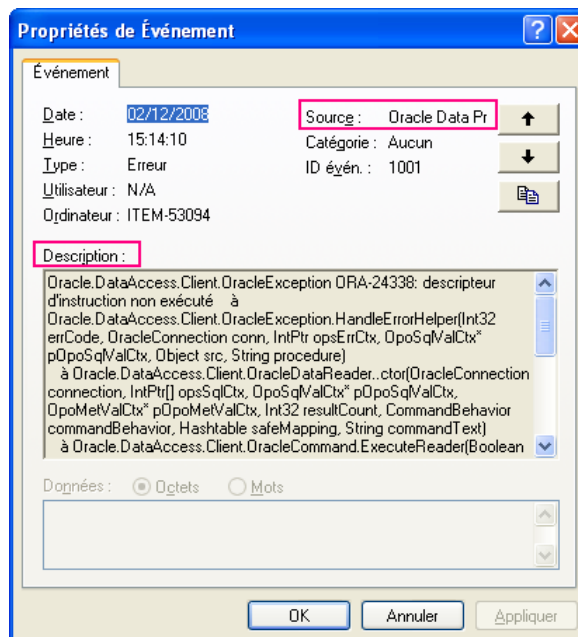 Propriétés de Événement
Événement
Date : 02/12/2008 Source : Oracle Data Pr
Heure : 15:14:10 Catégorie : Aucun
Type : Erreur ID évén. : 1001
Utilisateur : N/A
Ordinateur : ITEM-53094
Description :
Oracle.DataAccess.Client.OracleException ORA-24338: descripteur
d'instruction non exécuté    à
Oracle.DataAccess.Client.OracleException.HandleErrorHelper(Int32
errCode, OracleConnection conn, IntPtr opsErrCtx, OpoSqlValCtx*
pOpoSqlValCtx, Object src, String procedure)
à Oracle.DataAccess.Client.OracleDataReader..ctor(OracleConnection
connection, IntPtr[] opsSqlCtx, OpoSqlValCtx* pOpoSqlValCtx,
OpoMetValCtx* pOpoMetValCtx, Int32 resultCount, CommandBehavior
commandBehavior, Hashtable safeMapping, String commandText)
à Oracle.DataAccess.Client.OracleCommand.ExecuteReader(Boolean
Données : Octets Mots
OK Annuler Appliquer